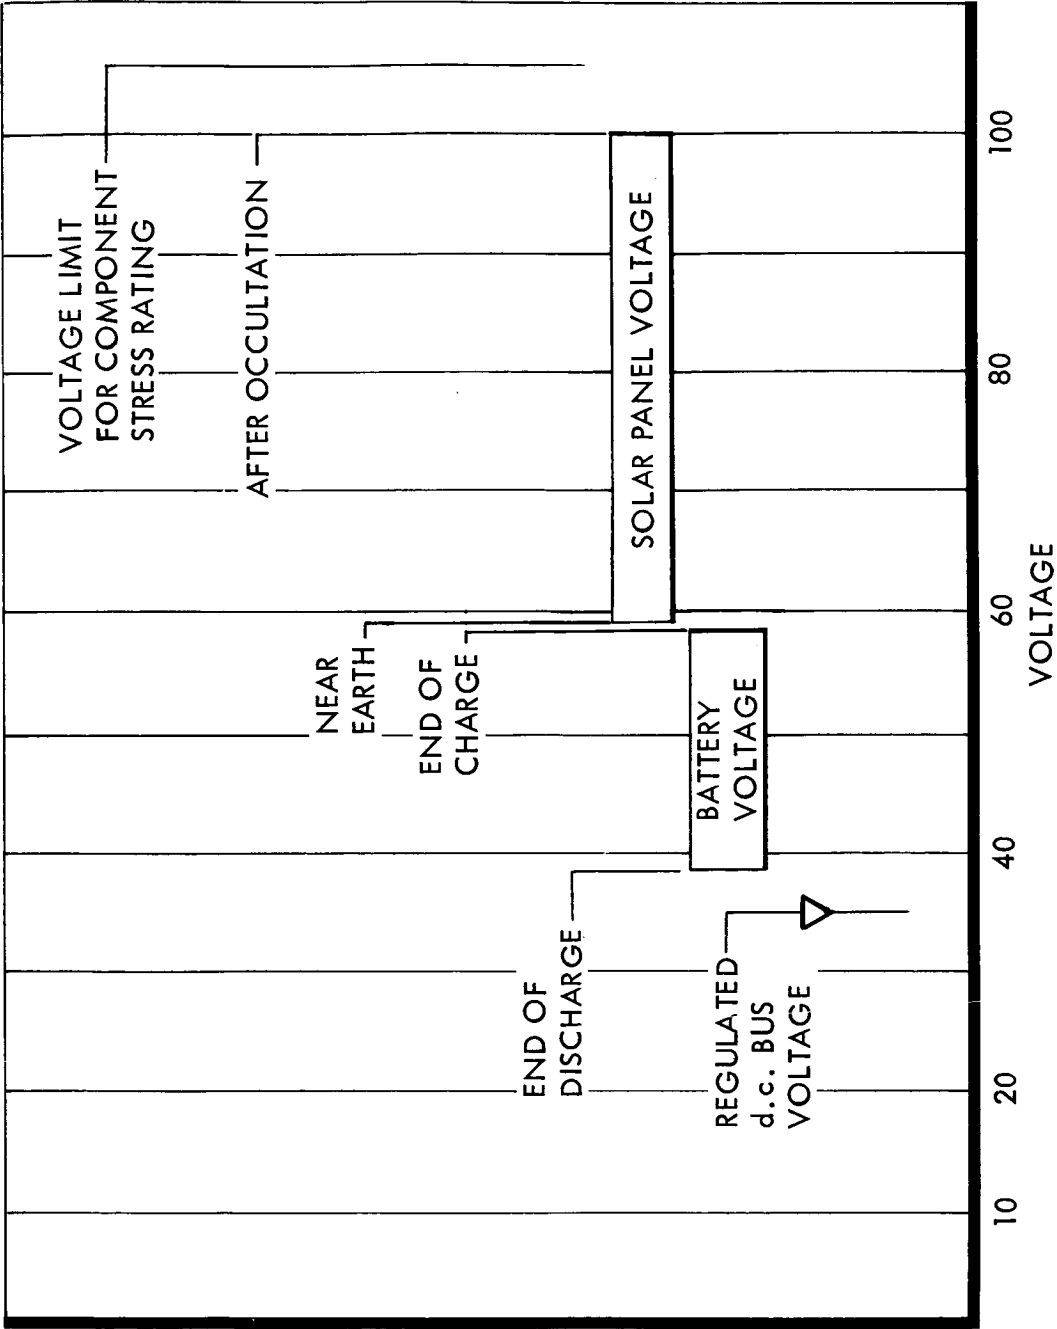 VOLTAGE LIMIT
FOR COMPONENT
STRESS RATING
AFTER OCCULTATION
NEAR
EARTH
END OF
CHARGE
END OF
DISCHARGE
SOLAR PANEL VOLTAGE
BATTERY
VOLTAGE
REGULATED
d.c. BUS
VOLTAGE
10
20
40
60
80
100
VOLTAGE